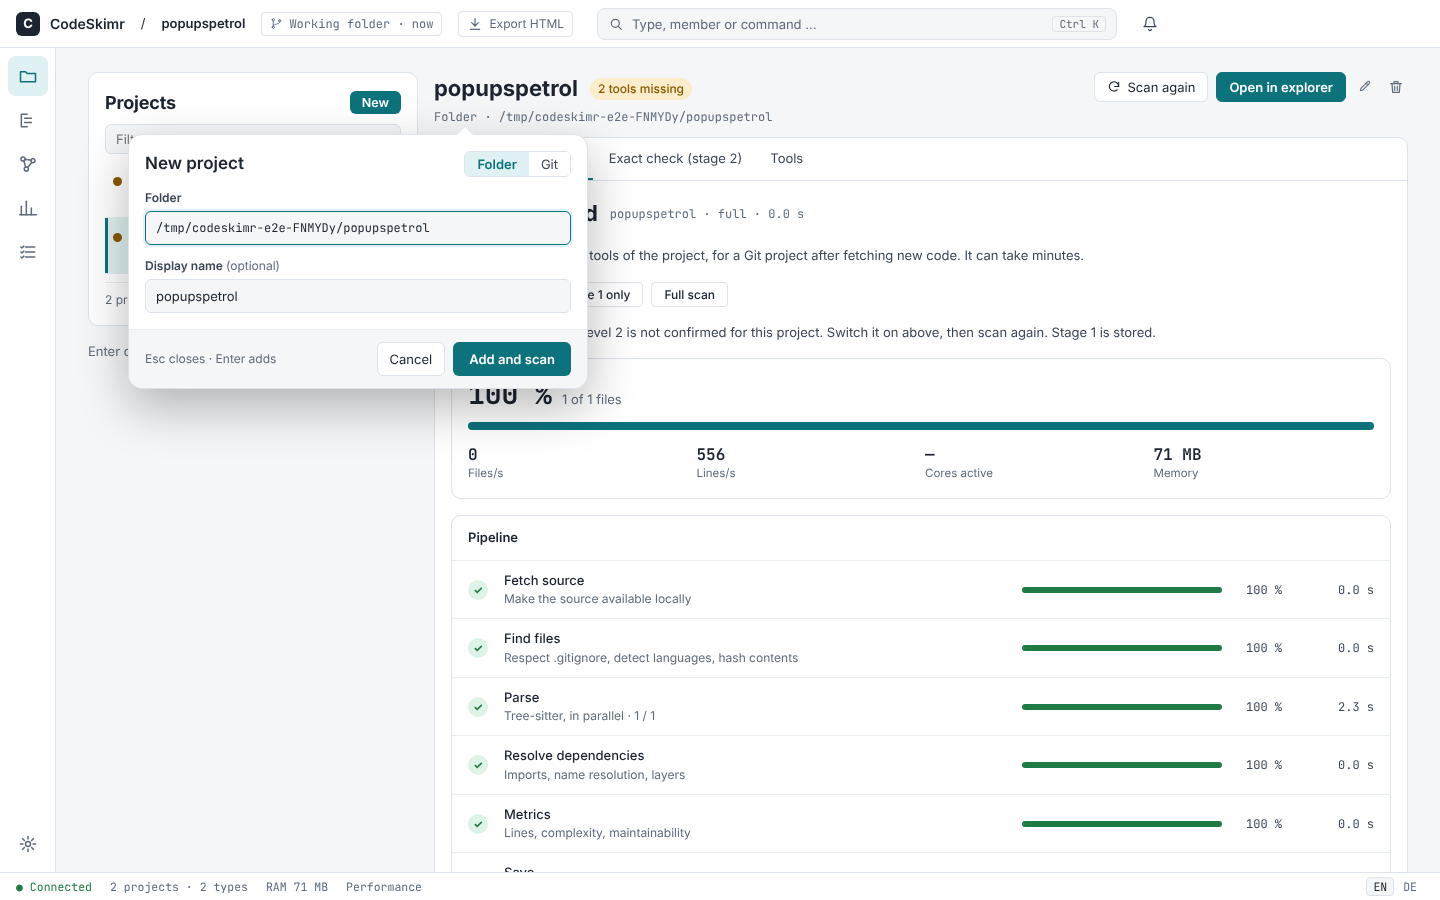 C CodeSkimr / popupspetrol Working folder · now Export HTML Type, member or command ... Ctrl K
Projects New
Filt
2 pr
Enter
popupspetrol 2 tools missing
Scan again Open in explorer
Folder · /tmp/codeskimr-e2e-FNMYDy/popupspetrol
New project Folder Git
Folder
/tmp/codeskimr-e2e-FNMYDy/popupspetrol
Display name (optional)
popupspetrol
Esc closes · Enter adds Cancel Add and scan
Exact check (stage 2) Tools
d popupspetrol · full · 0.0 s
tools of the project, for a Git project after fetching new code. It can take minutes.
e 1 only Full scan
evel 2 is not confirmed for this project. Switch it on above, then scan again. Stage 1 is stored.
100 % 1 of 1 files
0 556 – 71 MB
Files/s Lines/s Cores active Memory
Pipeline
Fetch source
Make the source available locally
100 % 0.0 s
Find files
Respect .gitignore, detect languages, hash contents
100 % 0.0 s
Parse
Tree-sitter, in parallel · 1 / 1
100 % 2.3 s
Resolve dependencies
Imports, name resolution, layers
100 % 0.0 s
Metrics
Lines, complexity, maintainability
100 % 0.0 s
Save
Connected 2 projects · 2 types RAM 71 MB Performance EN DE